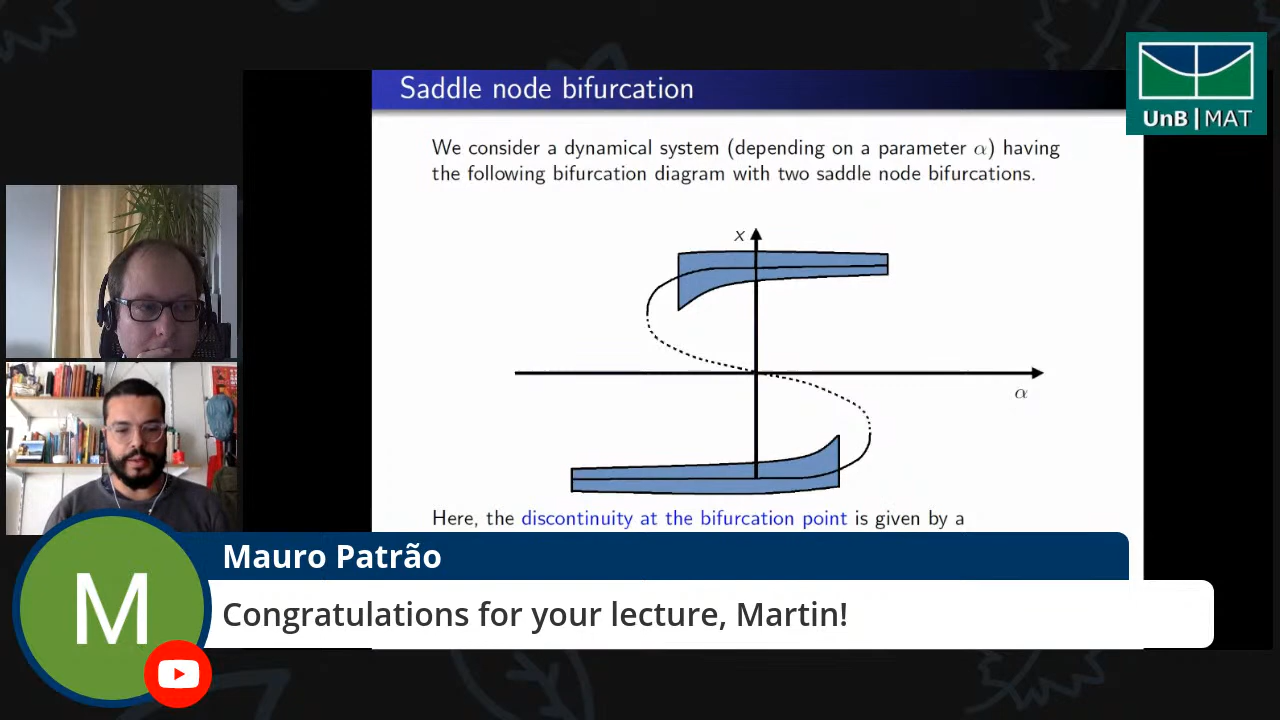 Saddle node bifurcation
UnB | MAT
We consider a dynamical system (depending on a parameter α) having
the following bifurcation diagram with two saddle node bifurcations.
x
α
Here, the discontinuity at the bifurcation point is given by a
Mauro Patrão
M
Congratulations for your lecture, Martin!